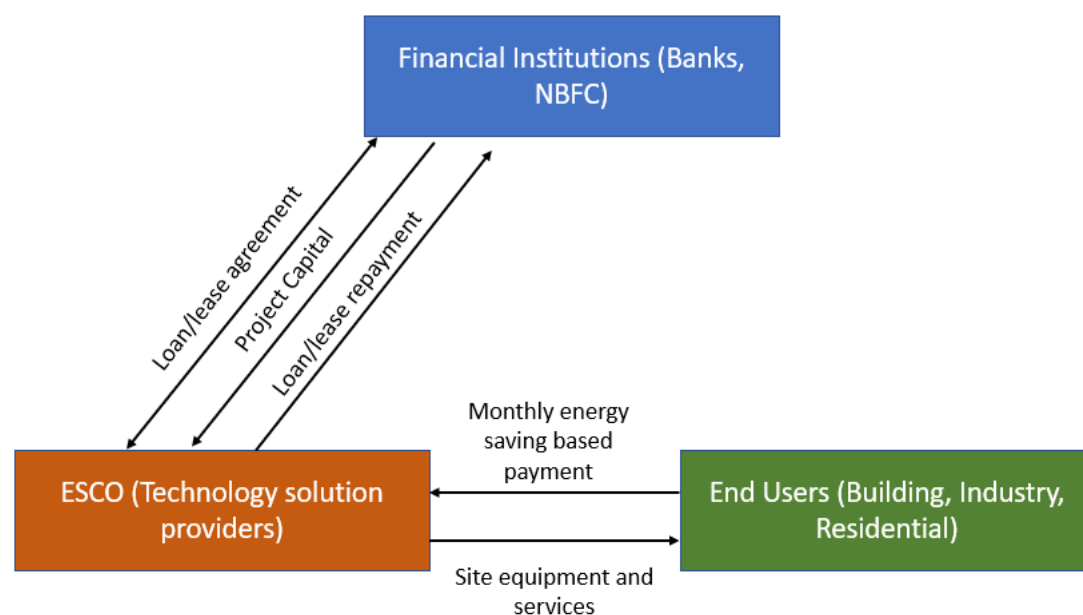 Financial Institutions (Banks,
NBFC)
Loan/lease agreement
Project Capital
Loan/lease repayment
Monthly energy
saving based
payment
ESCO (Technology solution
providers)
End Users (Building, Industry,
Residential)
Site equipment and
services